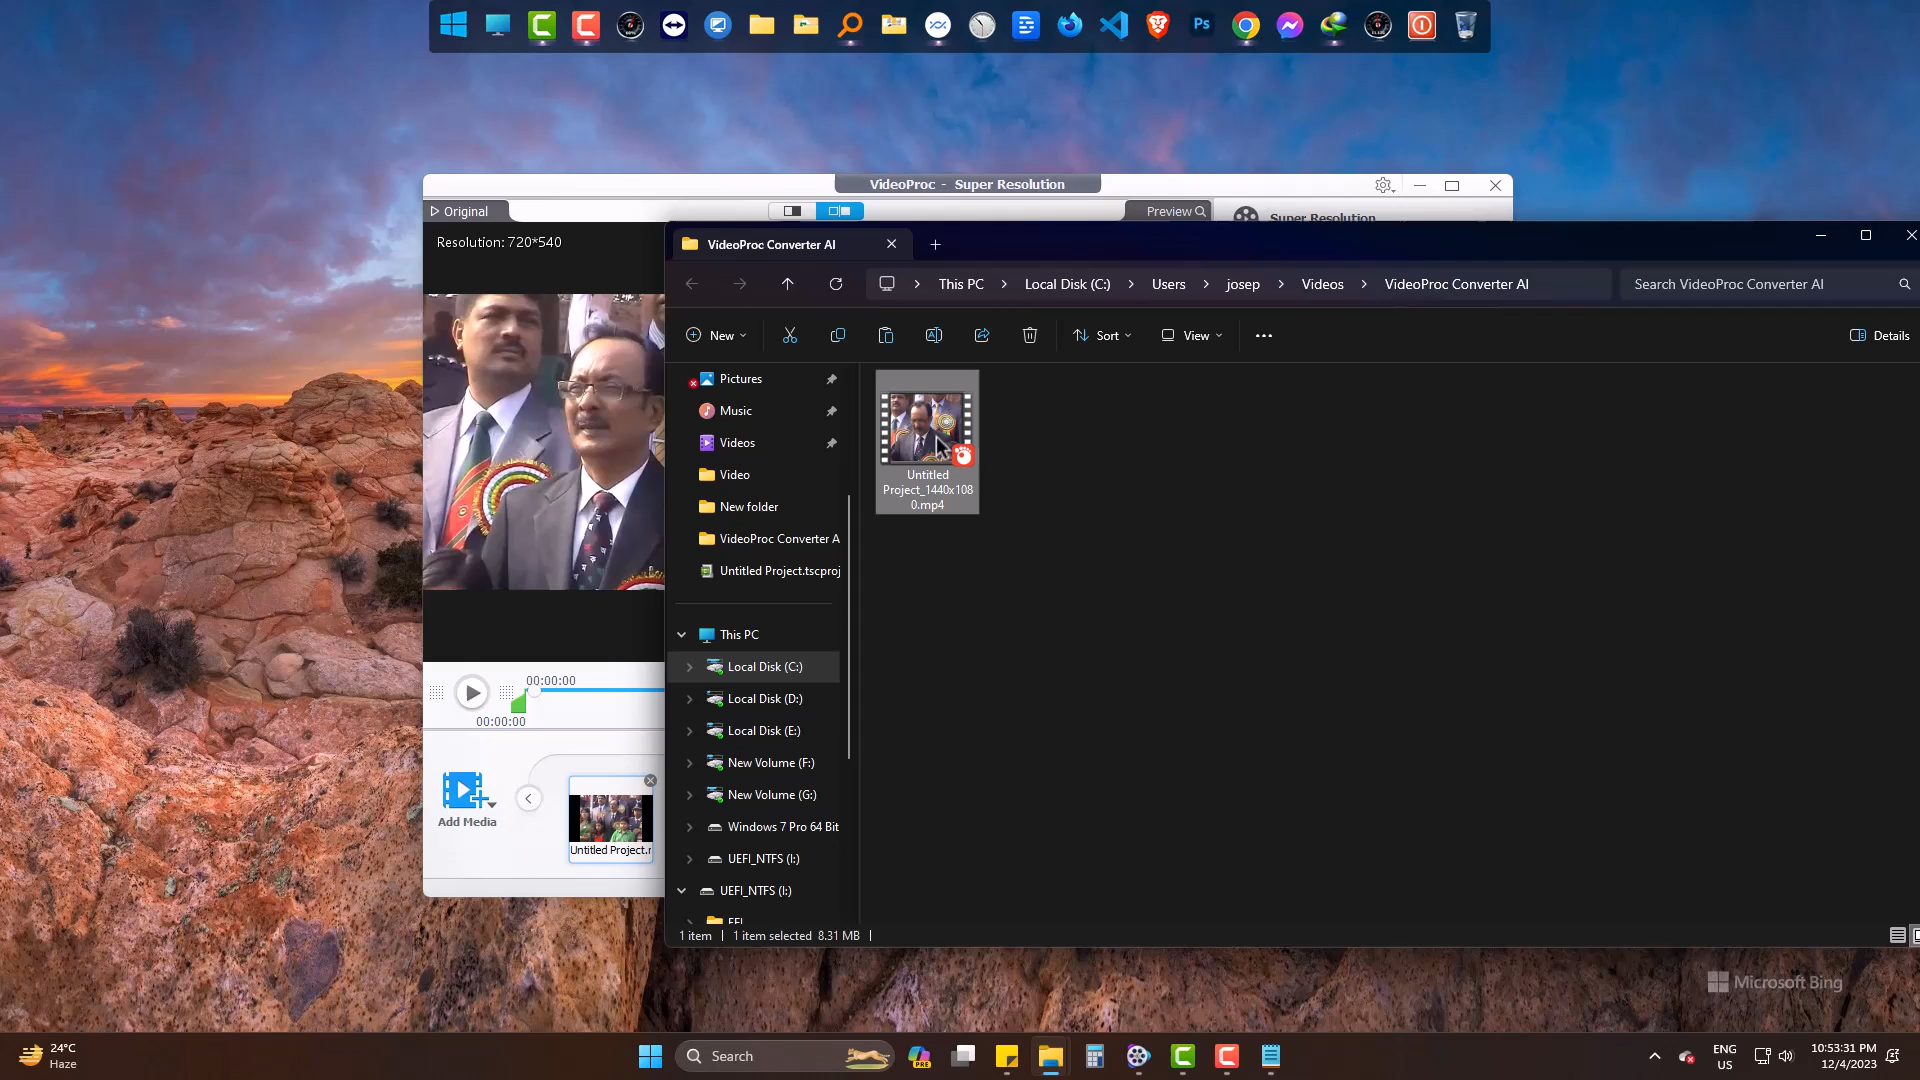 Ps
VideoProc - Super Resolution
Original
Preview
Super Resolution
Resolution: 720*540
VideoProc Converter AI
This PC
Local Disk (C:)
Users
josep
Videos
VideoProc Converter AI
Search VideoProc Converter AI
New
Sort
View
Details
Pictures
Music
Videos
Video
New folder
VideoProc Converter A
Untitled Project.tscproj
This PC
Local Disk (C:)
Local Disk (D:)
Local Disk (E:)
New Volume (F:)
New Volume (G:)
Windows 7 Pro 64 Bit
UEFI_NTFS (I:)
UEFI_NTFS (I:)
EFI
Untitled
Project_1440x108
0.mp4
00:00:00
00:00:00
Add Media
Untitled Project.r
1 item
1 item selected 8.31 MB
Microsoft Bing
24°C
Haze
Search
PRE
ENG
US
10:53:31 PM
12/4/2023